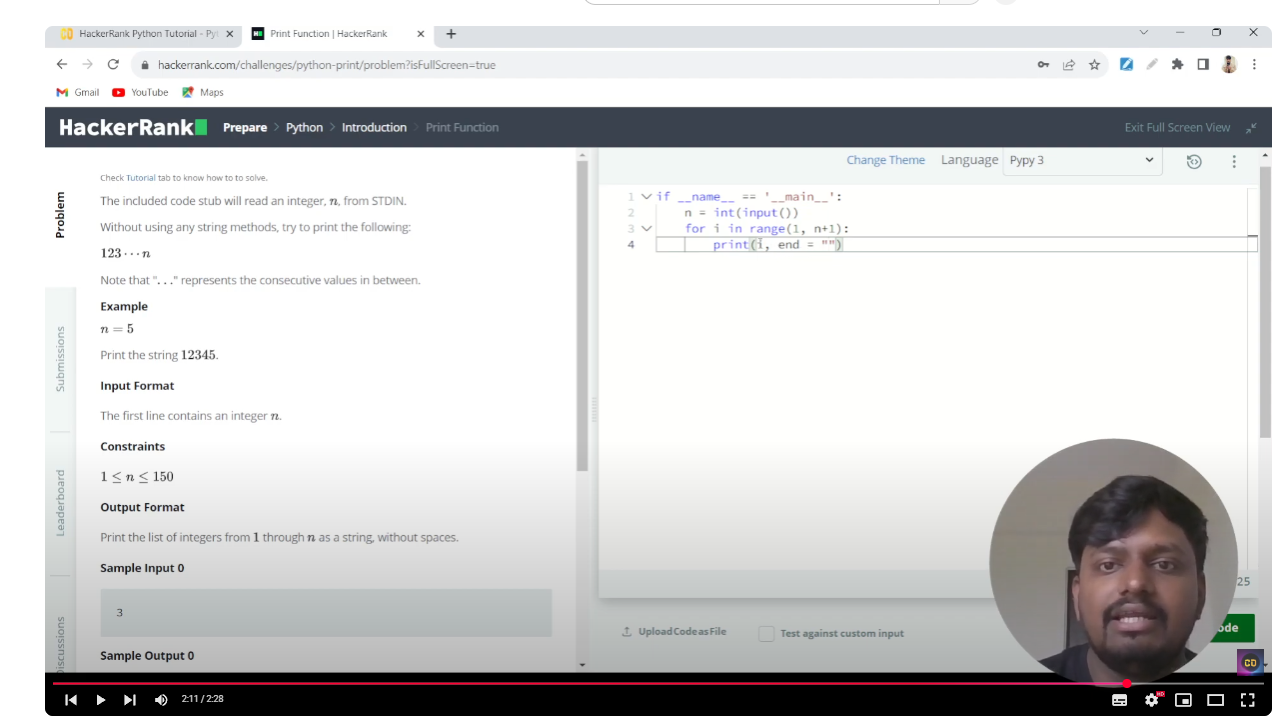 HackerRank Python Tutorial - Pyt
Print Function | HackerRank
hackerrank.com/challenges/python-print/problem?isFullScreen=true
Gmail
YouTube
Maps
HackerRank
Prepare > Python > Introduction > Print Function
Exit Full Screen View
Problem
Submissions
Leaderboard
Discussions
Check Tutorial tab to know how to to solve.
The included code stub will read an integer, n, from STDIN.
Without using any string methods, try to print the following:
123···n
Note that "..." represents the consecutive values in between.
Example
n = 5
Print the string 12345.
Input Format
The first line contains an integer n.
Constraints
1 ≤ n ≤ 150
Output Format
Print the list of integers from 1 through n as a string, without spaces.
Sample Input 0
3
Sample Output 0
Change Theme Language Pypy 3
1 if __name__ == '__main__':
2 n = int(input())
3 for i in range(1, n+1):
4 print(i, end = "")
25
Upload Code as File
Test against custom input
ode
CD
2:11 / 2:28
HD